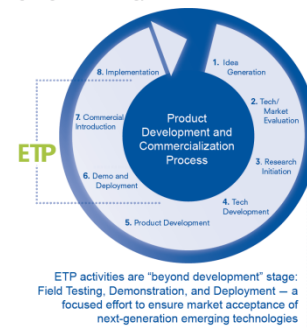 8. Implementation
1. Idea
Generation
2. Tech/
Market
Evaluation
3. Research
Initiation
4. Tech
Development
5. Product Development
6. Demo and
Deployment
7. Commercial
Introduction
Product
Development and
Commercialization
Process
ETP
ETP activities are “beyond development” stage:
Field Testing, Demonstration, and Deployment — a
focused effort to ensure market acceptance of
next-generation emerging technologies